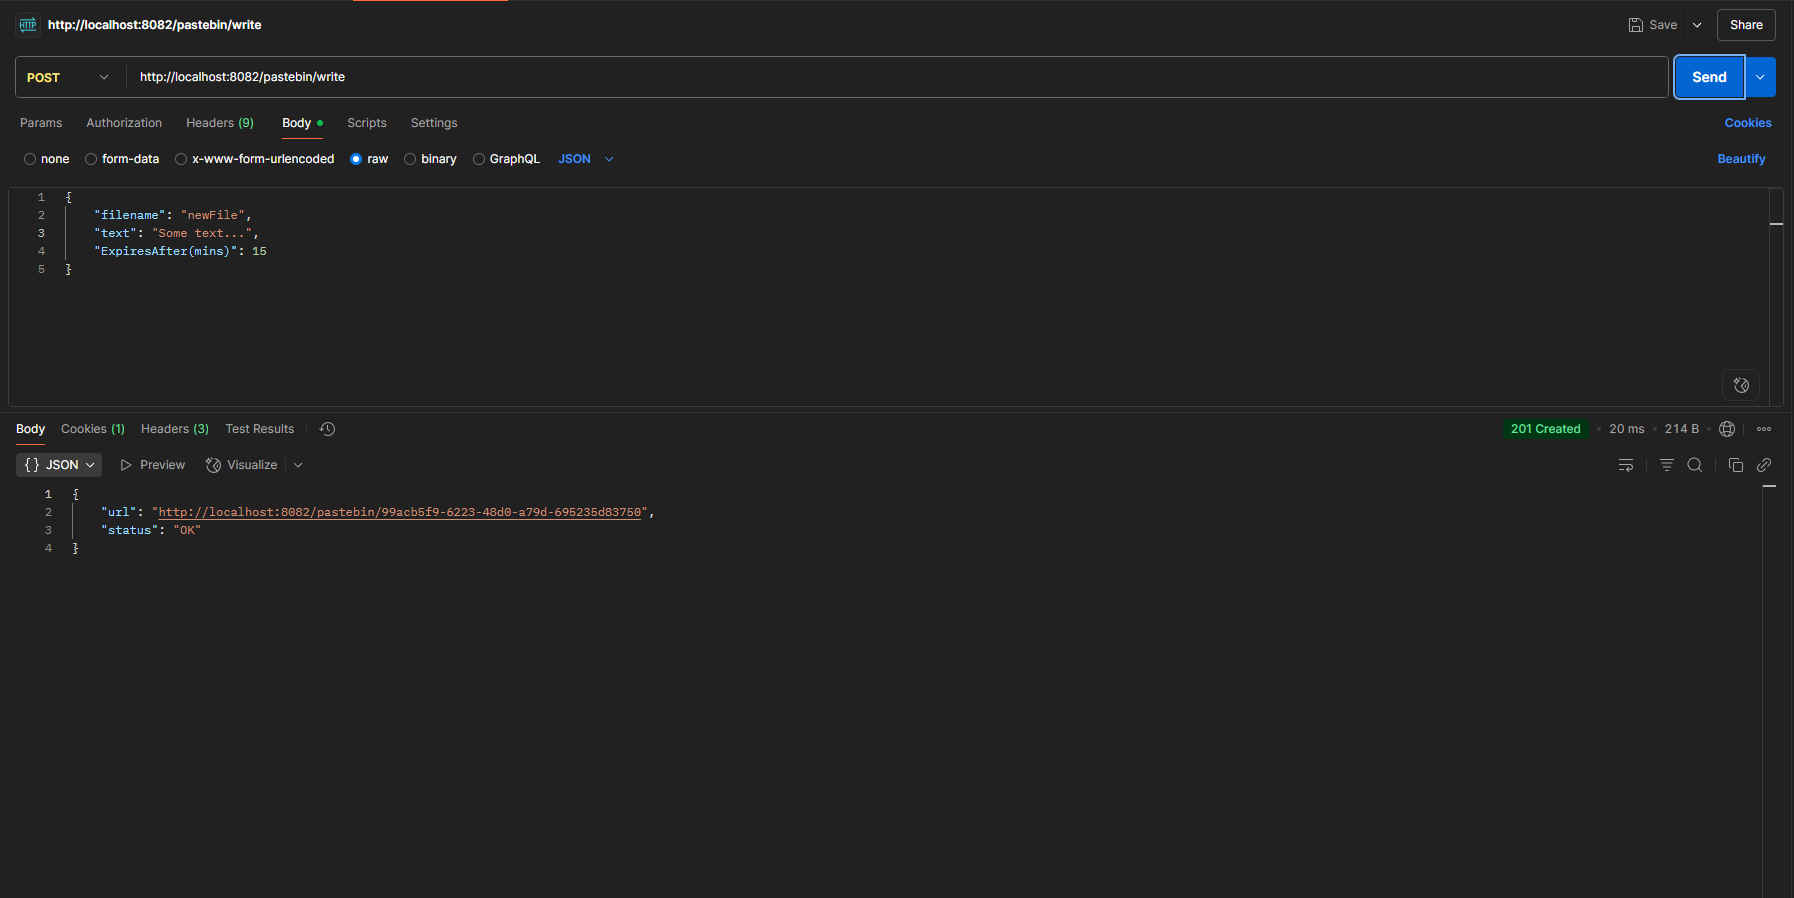 HTTP http://localhost:8082/pastebin/write Save Share
POST http://localhost:8082/pastebin/write Send
Params Authorization Headers (9) Body Scripts Settings Cookies
none form-data x-www-form-urlencoded raw binary GraphQL JSON Beautify
1 {
2 "filename": "newFile",
3 "text": "Some text...",
4 "ExpiresAfter(mins)": 15
5 }
Body Cookies (1) Headers (3) Test Results 201 Created • 20 ms • 214 B •
{} JSON Preview Visualize
1 {
2 "url": "http://localhost:8082/pastebin/99acb5f9-6223-48d0-a79d-695235d83750",
3 "status": "OK"
4 }